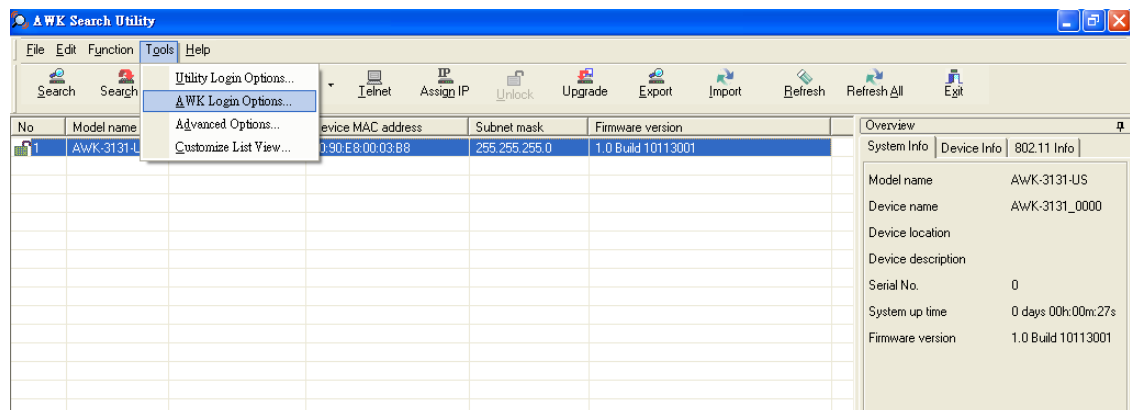 AWK Search Utility
File Edit Function Tools Help
Search Search Telnet Assign IP Unlock Upgrade Export Import Refresh Refresh All Exit
IP
Utility Login Options...
AWK Login Options...
Advanced Options...
Customize List View...
No Model name evice MAC address Subnet mask Firmware version
1 AWK-3131-U 0:90:E8:00:03:B8 255.255.255.0 1.0 Build 10113001
Overview
System Info Device Info 802.11 Info
Model name AWK-3131-US
Device name AWK-3131_0000
Device location
Device description
Serial No. 0
System up time 0 days 00h:00m:27s
Firmware version 1.0 Build 10113001